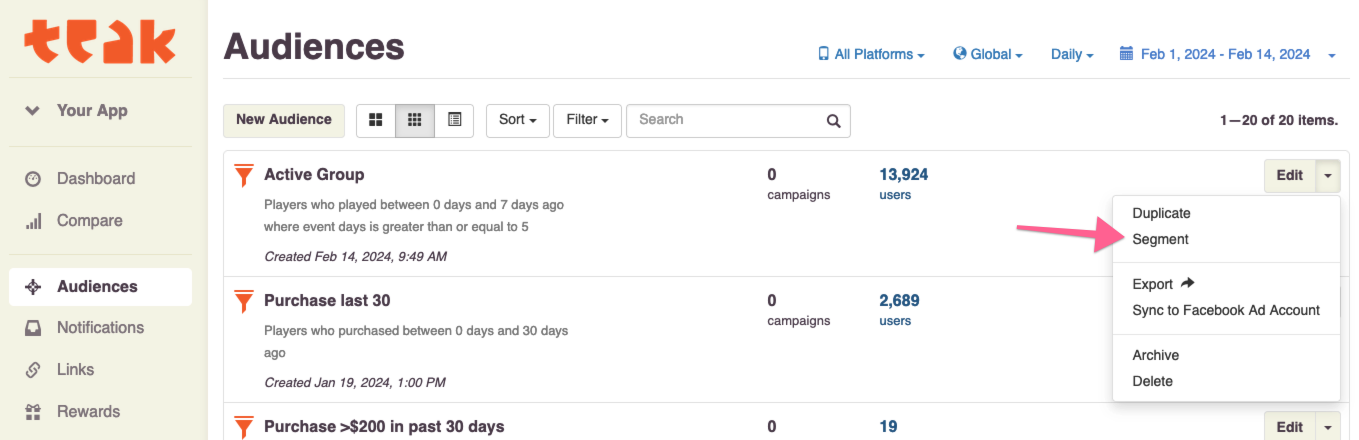 teak
Audiences
All Platforms
Global
Daily
Feb 1, 2024 - Feb 14, 2024
Your App
New Audience
Sort
Filter
Search
1—20 of 20 items.
Dashboard
Compare
Audiences
Notifications
Links
Rewards
Active Group
Players who played between 0 days and 7 days ago
where event days is greater than or equal to 5
Created Feb 14, 2024, 9:49 AM
0
campaigns
13,924
users
Edit
Duplicate
Segment
Export
Sync to Facebook Ad Account
Archive
Delete
Purchase last 30
Players who purchased between 0 days and 30 days
ago
Created Jan 19, 2024, 1:00 PM
0
campaigns
2,689
users
Purchase >$200 in past 30 days
0
19
Edit